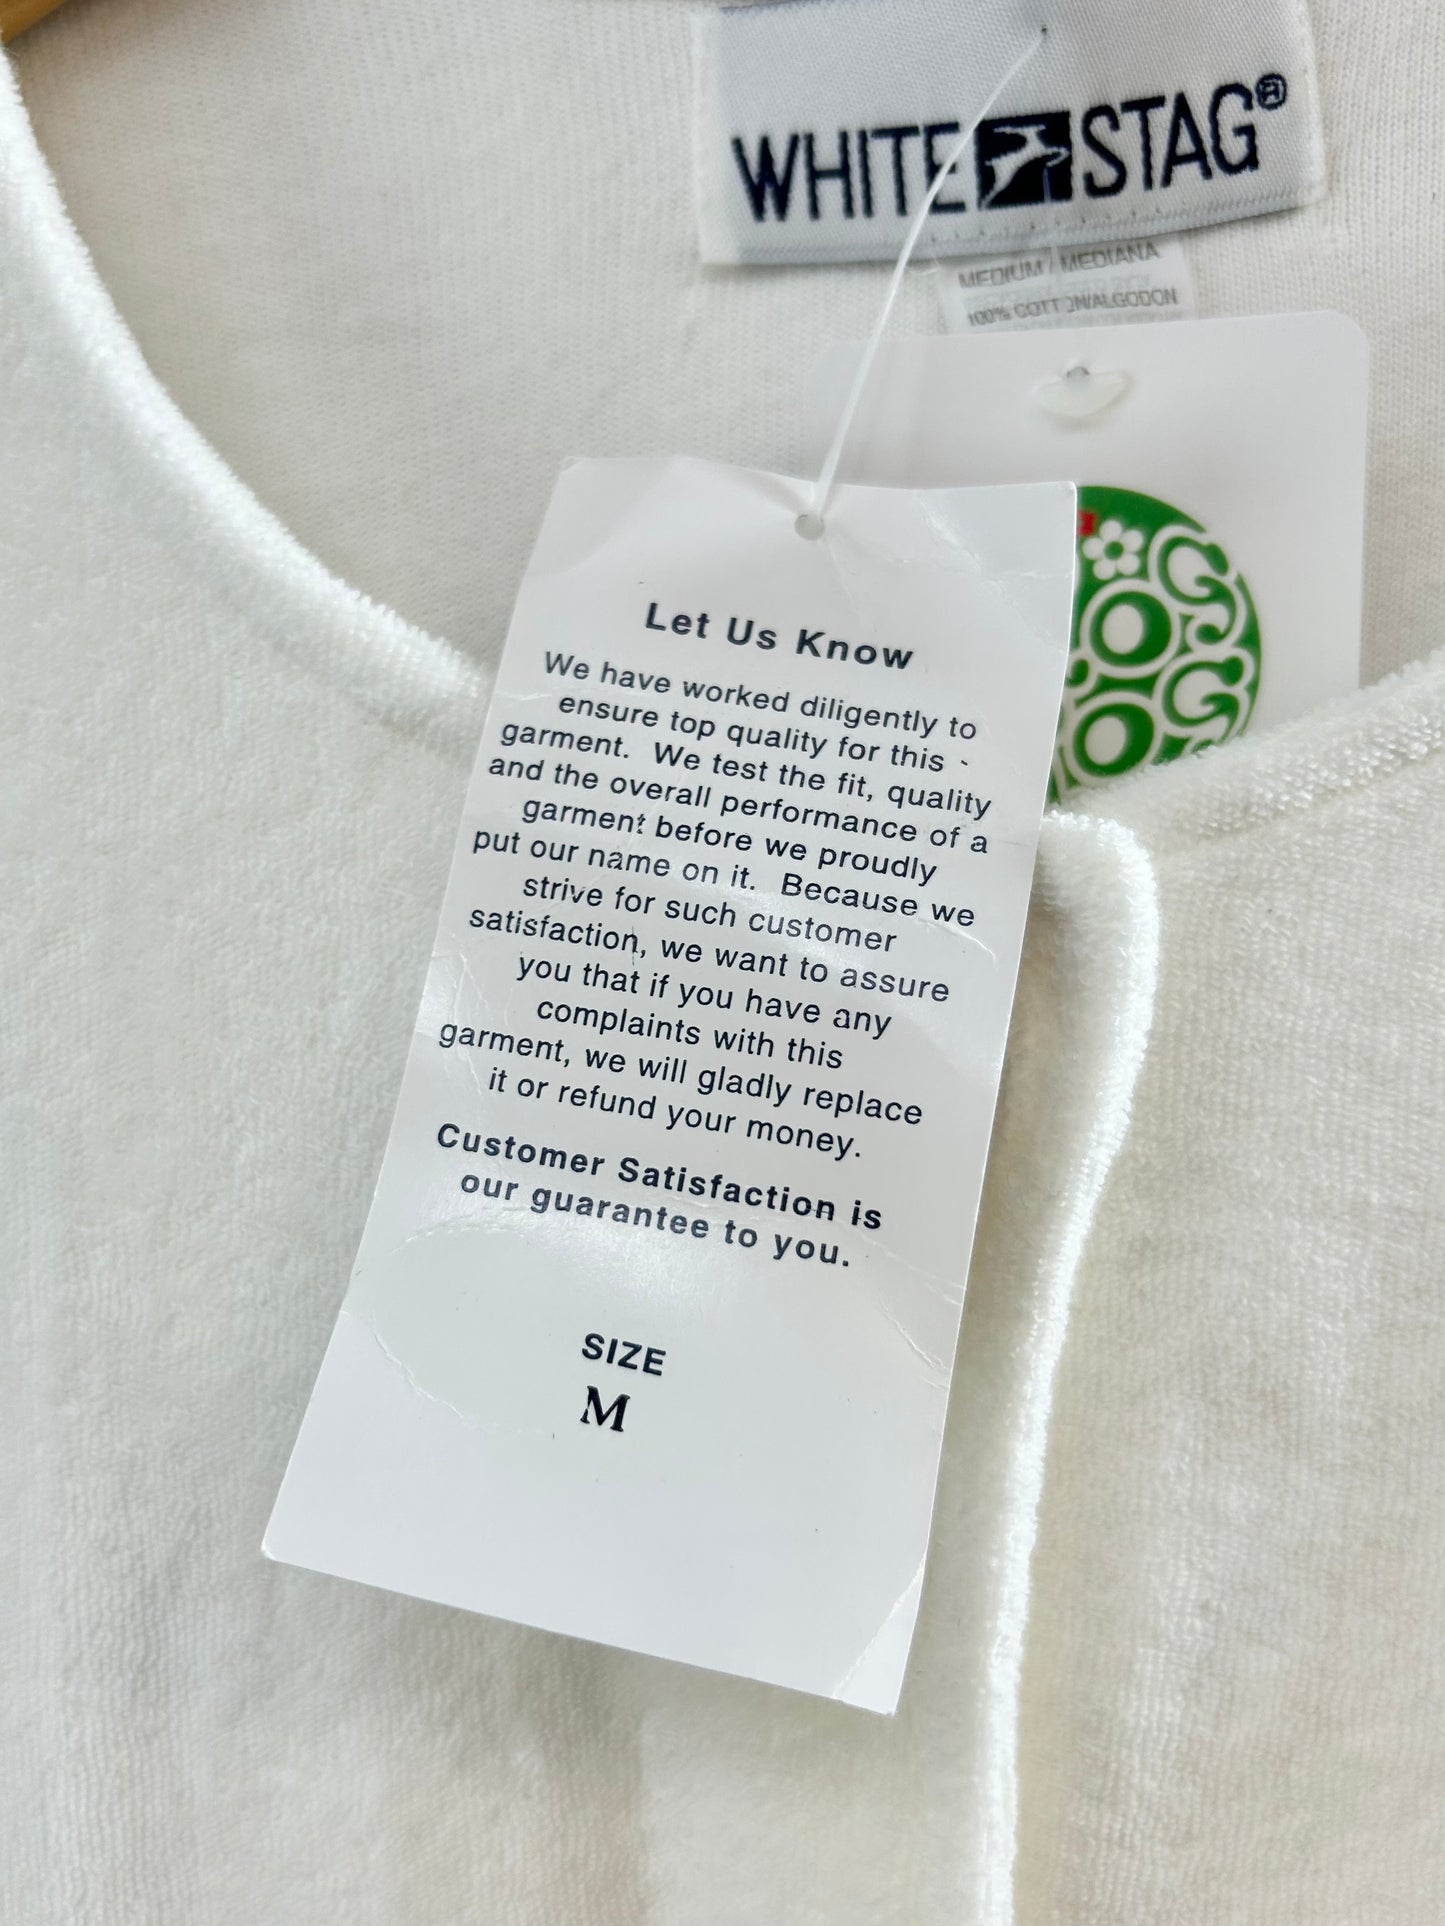 WHITE STAG®
MEDIUM / MEDIANA
100% COTTON/ALGODON
Let Us Know
We have worked diligently to
ensure top quality for this
garment. We test the fit, quality
and the overall performance of a
garment before we proudly
put our name on it. Because we
strive for such customer
satisfaction, we want to assure
you that if you have any
complaints with this
garment, we will gladly replace
it or refund your money.
Customer Satisfaction is
our guarantee to you.
SIZE
M